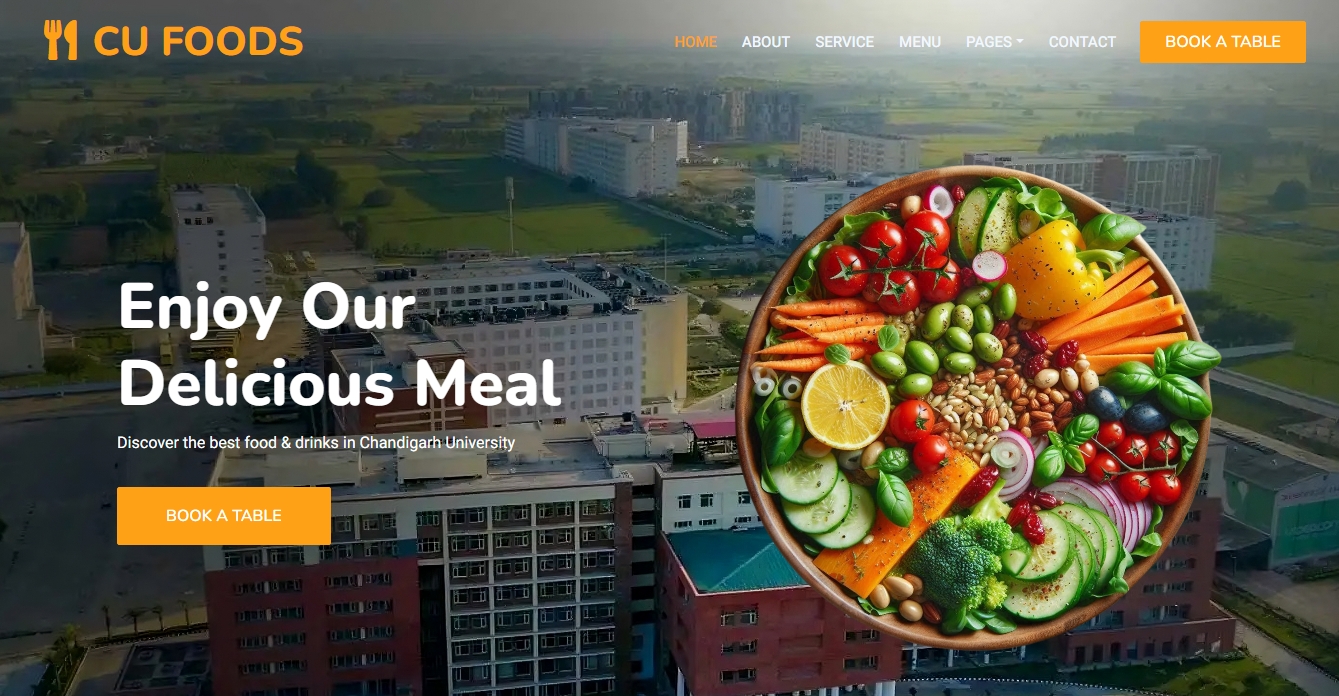 CU FOODS
HOME ABOUT SERVICE MENU PAGES CONTACT BOOK A TABLE
Enjoy Our
Delicious Meal
Discover the best food & drinks in Chandigarh University
BOOK A TABLE